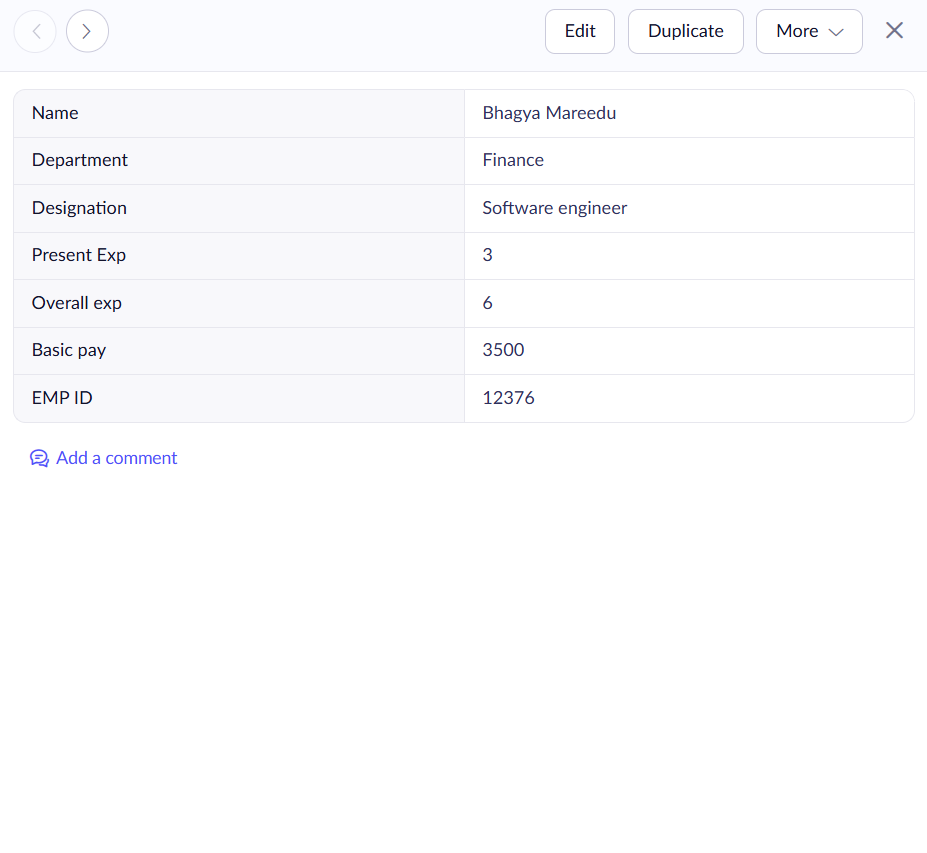 Edit Duplicate More
Name Bhagya Mareedu
Department Finance
Designation Software engineer
Present Exp 3
Overall exp 6
Basic pay 3500
EMP ID 12376
Add a comment